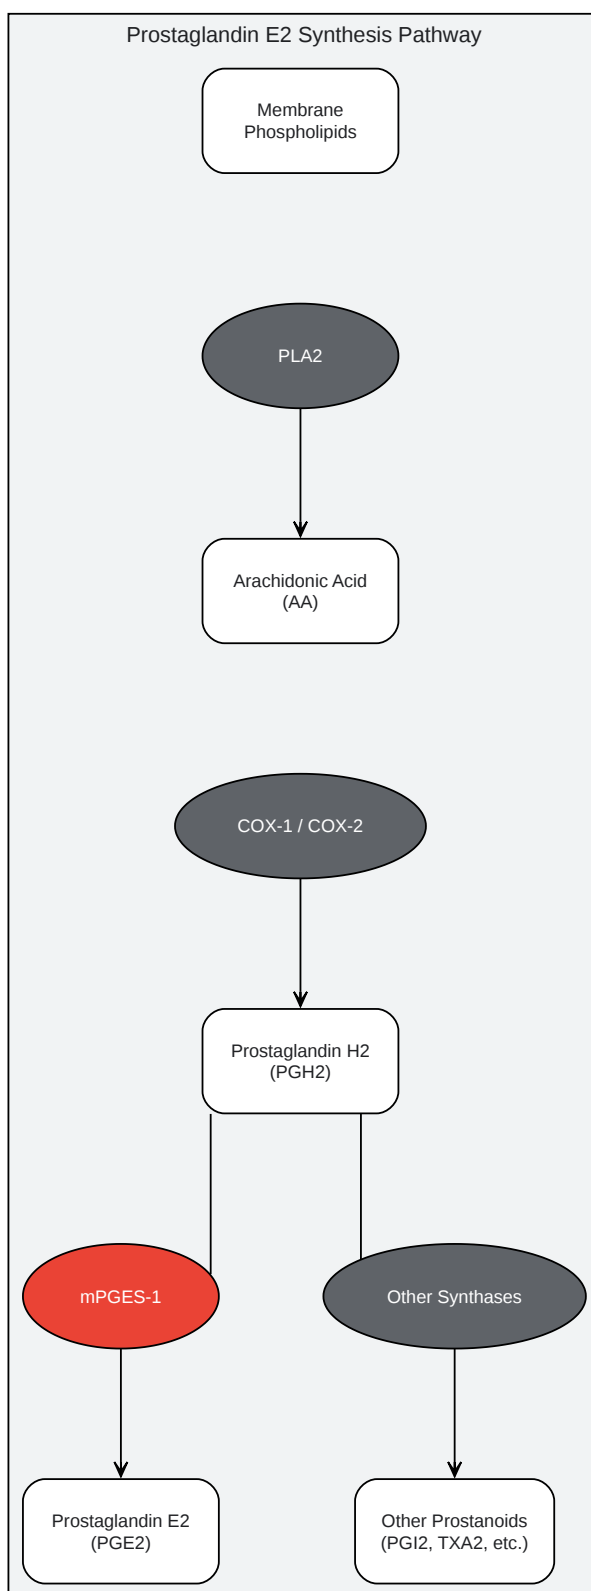 Prostaglandin E2 Synthesis Pathway
Membrane
Phospholipids
PLA2
Arachidonic Acid
(AA)
COX-1 / COX-2
Prostaglandin H2
(PGH2)
mPGES-1
Other Synthases
Prostaglandin E2
(PGE2)
Other Prostanoids
(PGI2, TXA2, etc.)